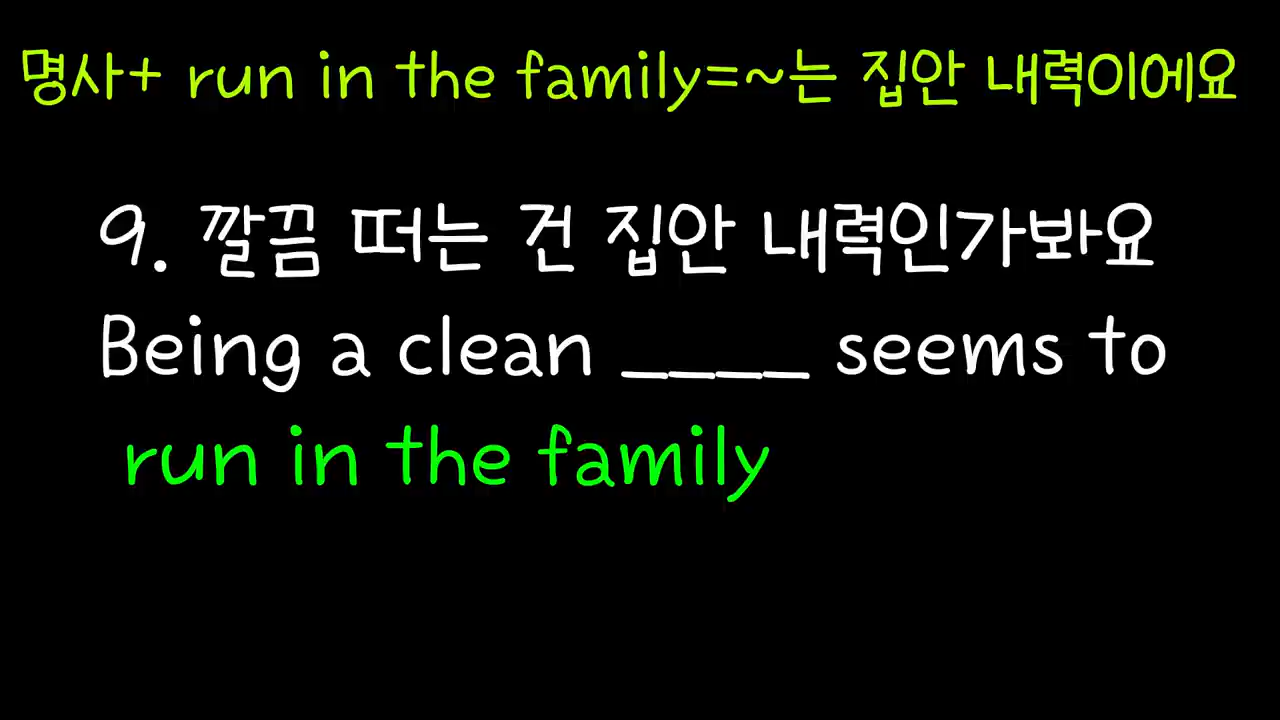 명사+ run in the family=~는 집안 내력이에요
9. 깔끔 떠는 건 집안 내력인가봐요
Being a clean ____ seems to
run in the family